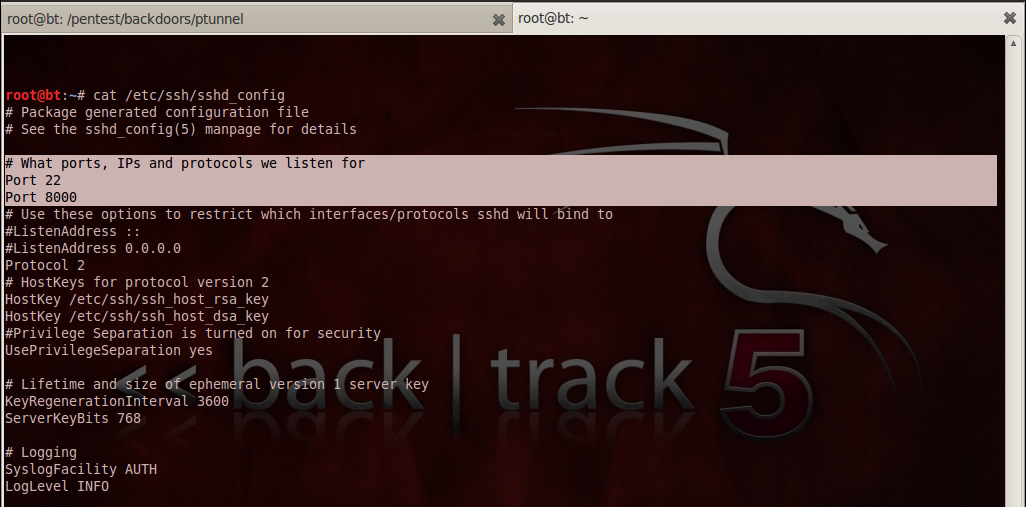 root@bt: /pentest/backdoors/ptunnel
root@bt: ~
root@bt:~# cat /etc/ssh/sshd_config
# Package generated configuration file
# See the sshd_config(5) manpage for details
# What ports, IPs and protocols we listen for
Port 22
Port 8000
# Use these options to restrict which interfaces/protocols sshd will bind to
#ListenAddress ::
#ListenAddress 0.0.0.0
Protocol 2
# HostKeys for protocol version 2
HostKey /etc/ssh/ssh_host_rsa_key
HostKey /etc/ssh/ssh_host_dsa_key
#Privilege Separation is turned on for security
UsePrivilegeSeparation yes
# Lifetime and size of ephemeral version 1 server key
KeyRegenerationInterval 3600
ServerKeyBits 768
# Logging
SyslogFacility AUTH
LogLevel INFO
<< back | track 5